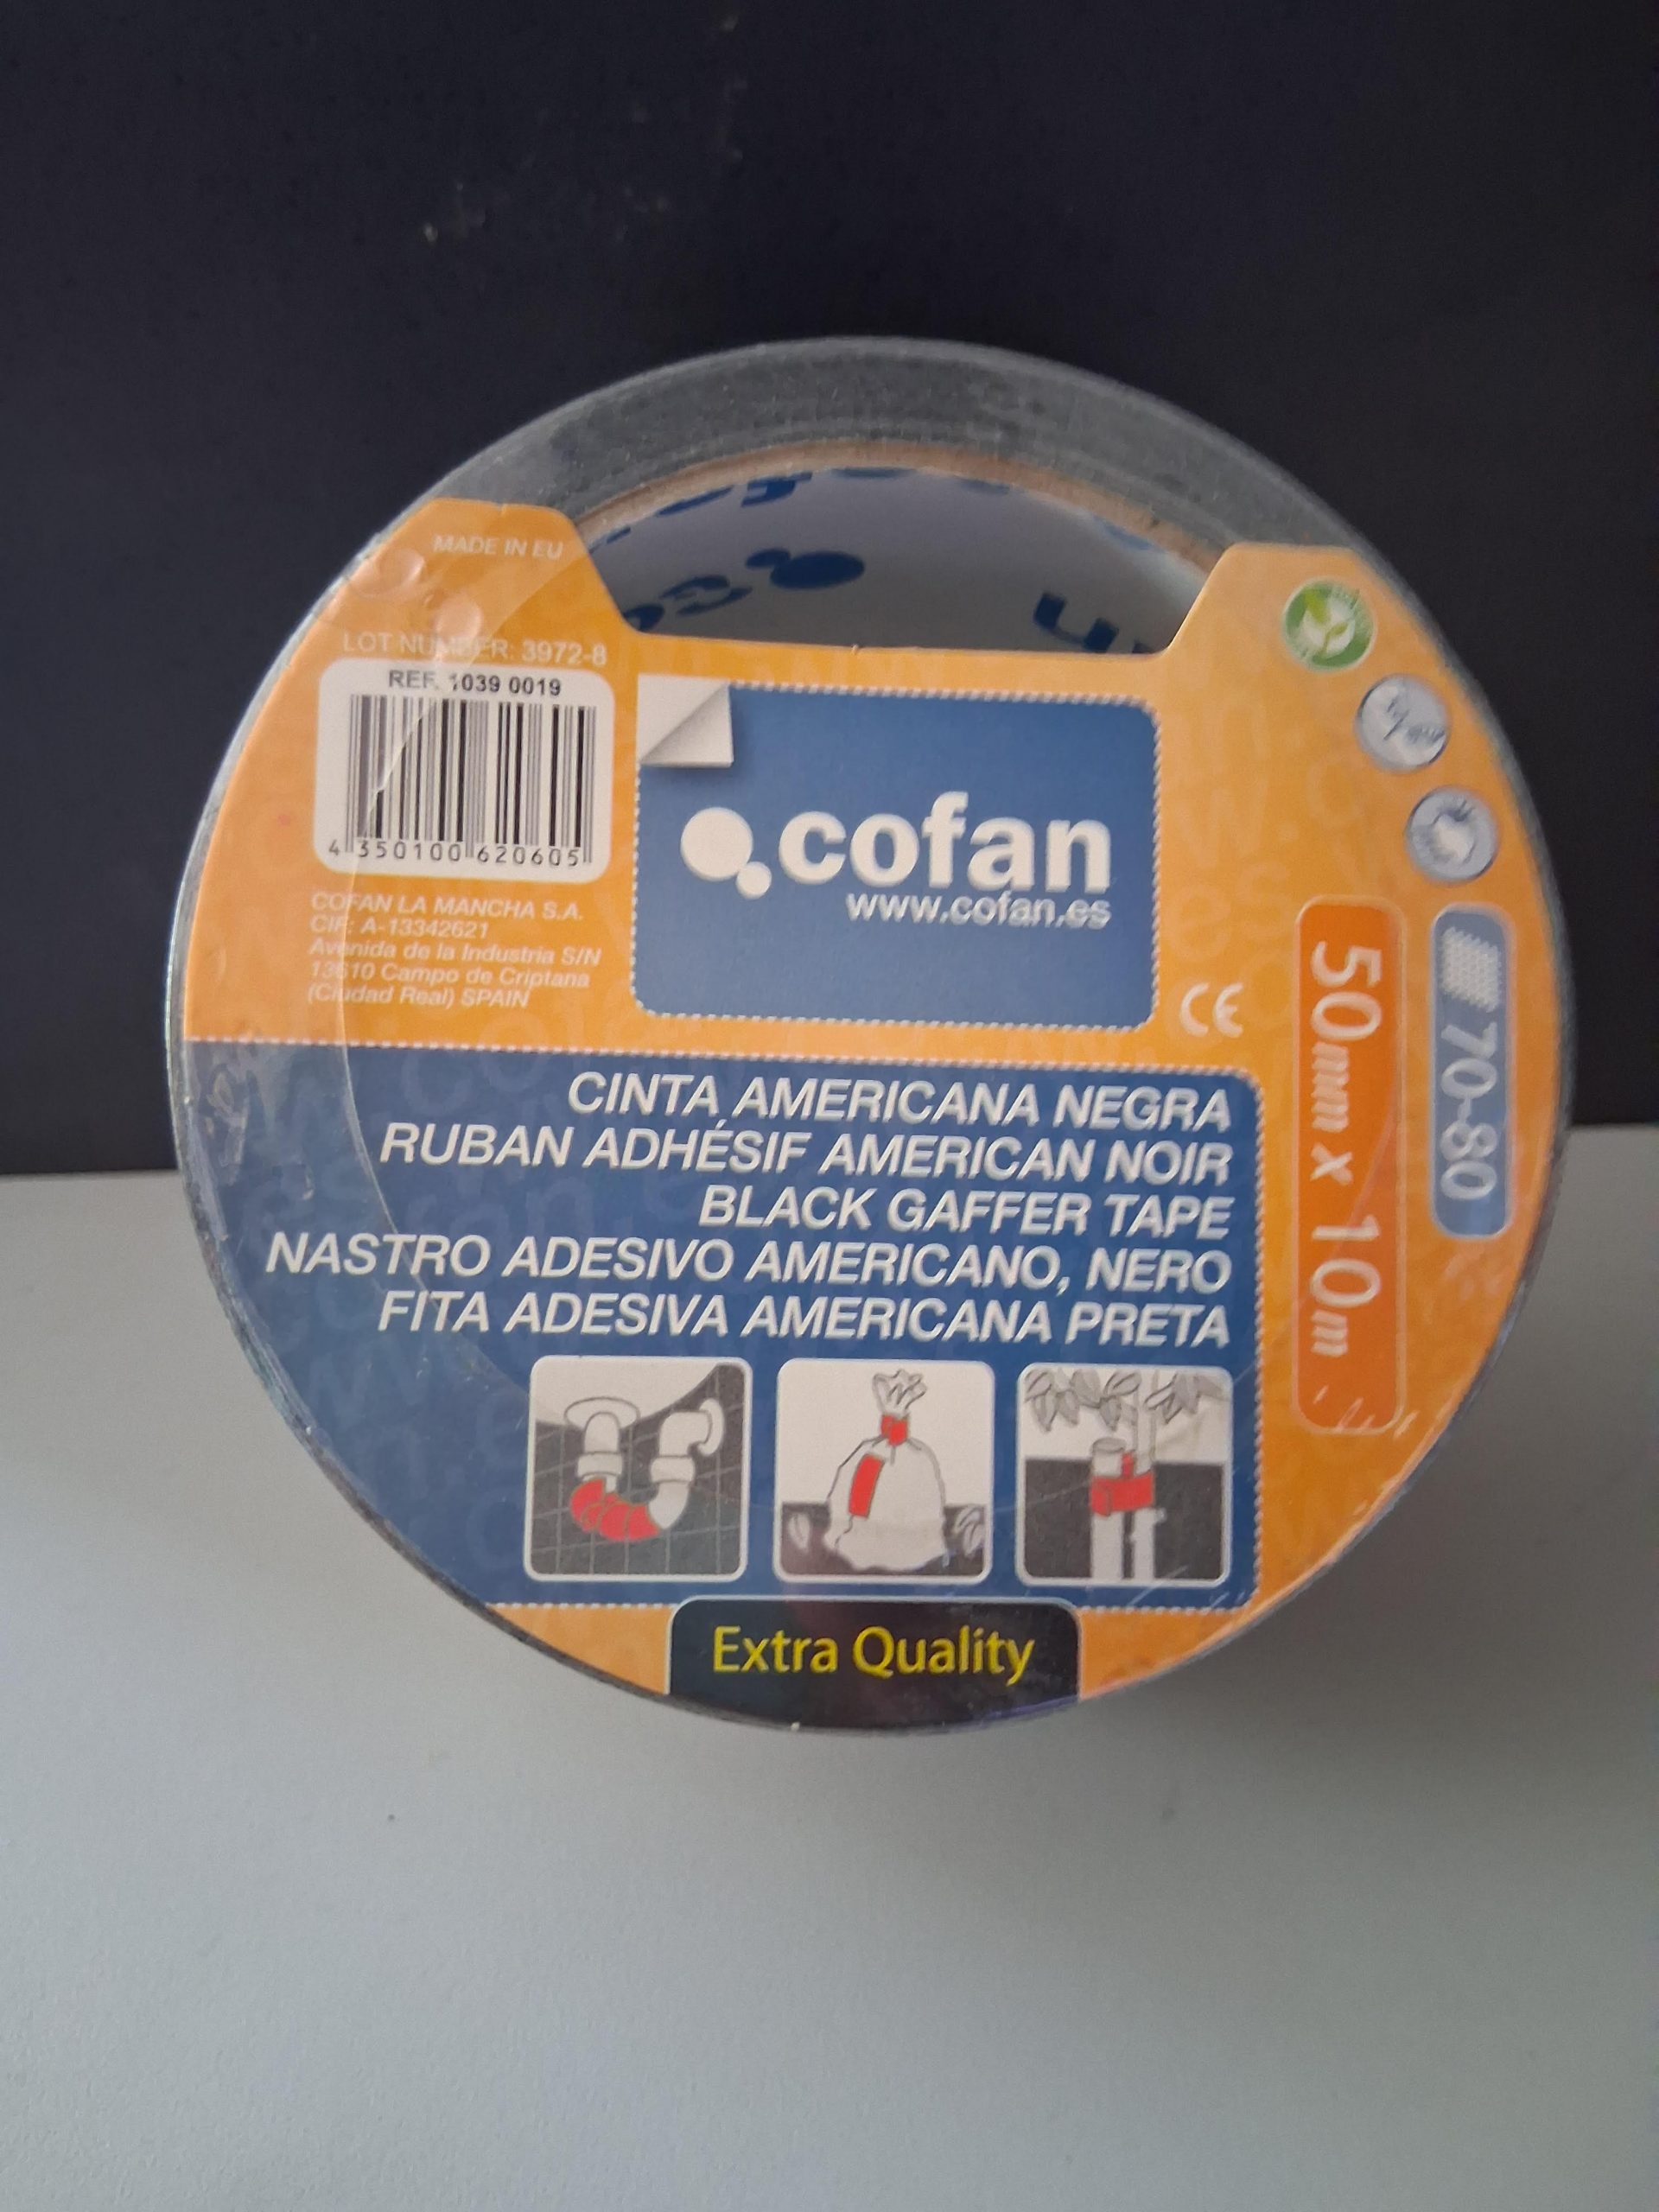 MADE IN EU
LOT NUMBER: 3972-8
REF. 1039 0019
4 350100 620605
COFAN LA MANCHA S.A.
CIF: A-13342621
Avenida de la Industria S/N
13610 Campo de Criptana
(Ciudad Real) SPAIN
cofan
www.cofan.es
CE
70-80
50mm x 10m
CINTA AMERICANA NEGRA
RUBAN ADHÉSIF AMERICAN NOIR
BLACK GAFFER TAPE
NASTRO ADESIVO AMERICANO, NERO
FITA ADESIVA AMERICANA PRETA
Extra Quality